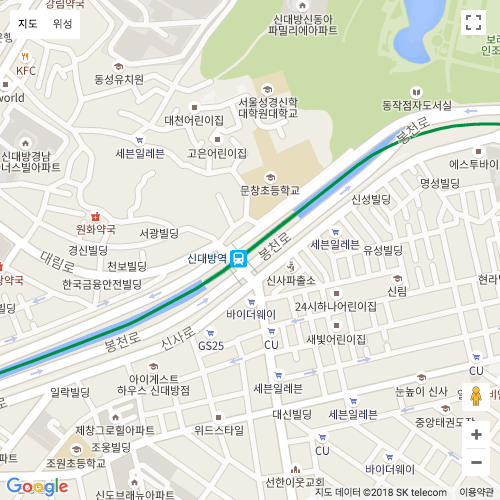 강림약국
지도
위성
신대방신동아
파밀리에아파트
KFC
동성유치원
world
서울성경신학
대학원대학교
동작점자도서실
대천어린이집
봉천로
신대방경남
아너스빌아파트
세븐일레븐
고은어린이집
에스투바이
문창초등학교
명성빌딩
신성빌딩
원화약국
서광빌딩
봉천로
세븐일레븐
경신빌딩
유성빌딩
대림로
천보빌딩
신대방역
한국금융안전빌딩
신사파출소
신림
현라
24시하나어린이집
바이더웨이
신사로
봉천로
GS25
CU
새빛어린이집
CU
아이게스트
하우스 신대방점
일락빌딩
세븐일레븐
눈높이 신사
대신빌딩
세븐일레븐
중앙태권도장
제창그로힐아파트
위드스타일
조웅빌딩
CU
조원초등학교
바이더웨이
신한이웃교회
신도브래뉴아파트
Google
지도 데이터 ©2018 SK telecom
이용약관